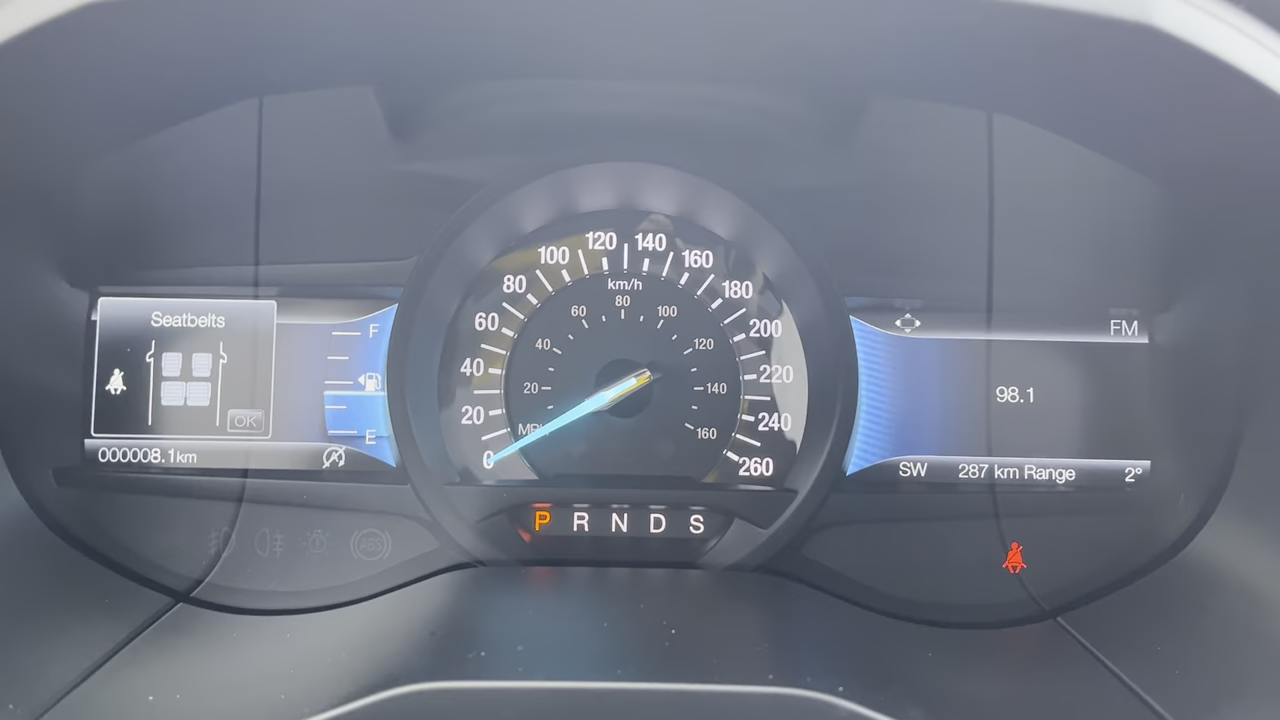 Seatbelts
OK
000008.1km
F
E
0
20
40
60
80
100
120
140
160
180
200
220
240
260
km/h
20
40
60
80
100
120
140
160
P R N D S
FM
98.1
SW 287 km Range 2°
ABS